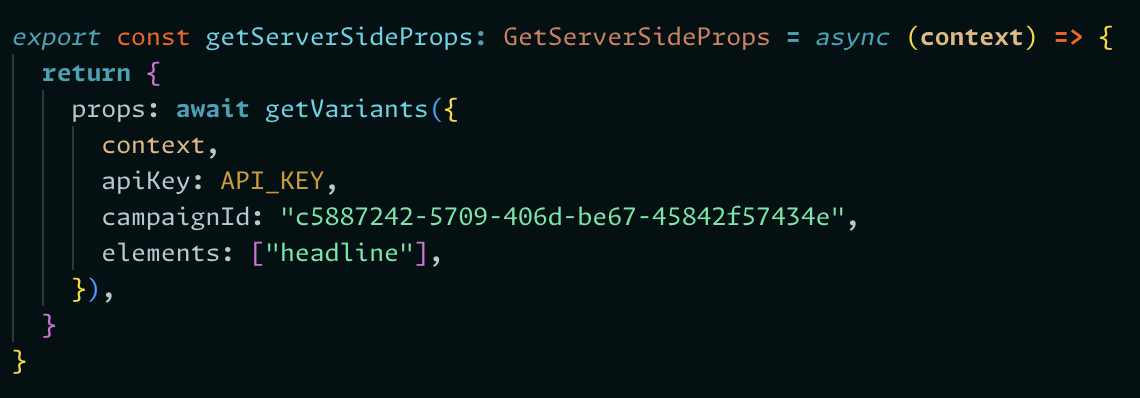 export const getServerSideProps: GetServerSideProps = async (context) => {
  return {
    props: await getVariants({
      context,
      apiKey: API_KEY,
      campaignId: "c5887242-5709-406d-be67-45842f57434e",
      elements: ["headline"],
    }),
  }
}